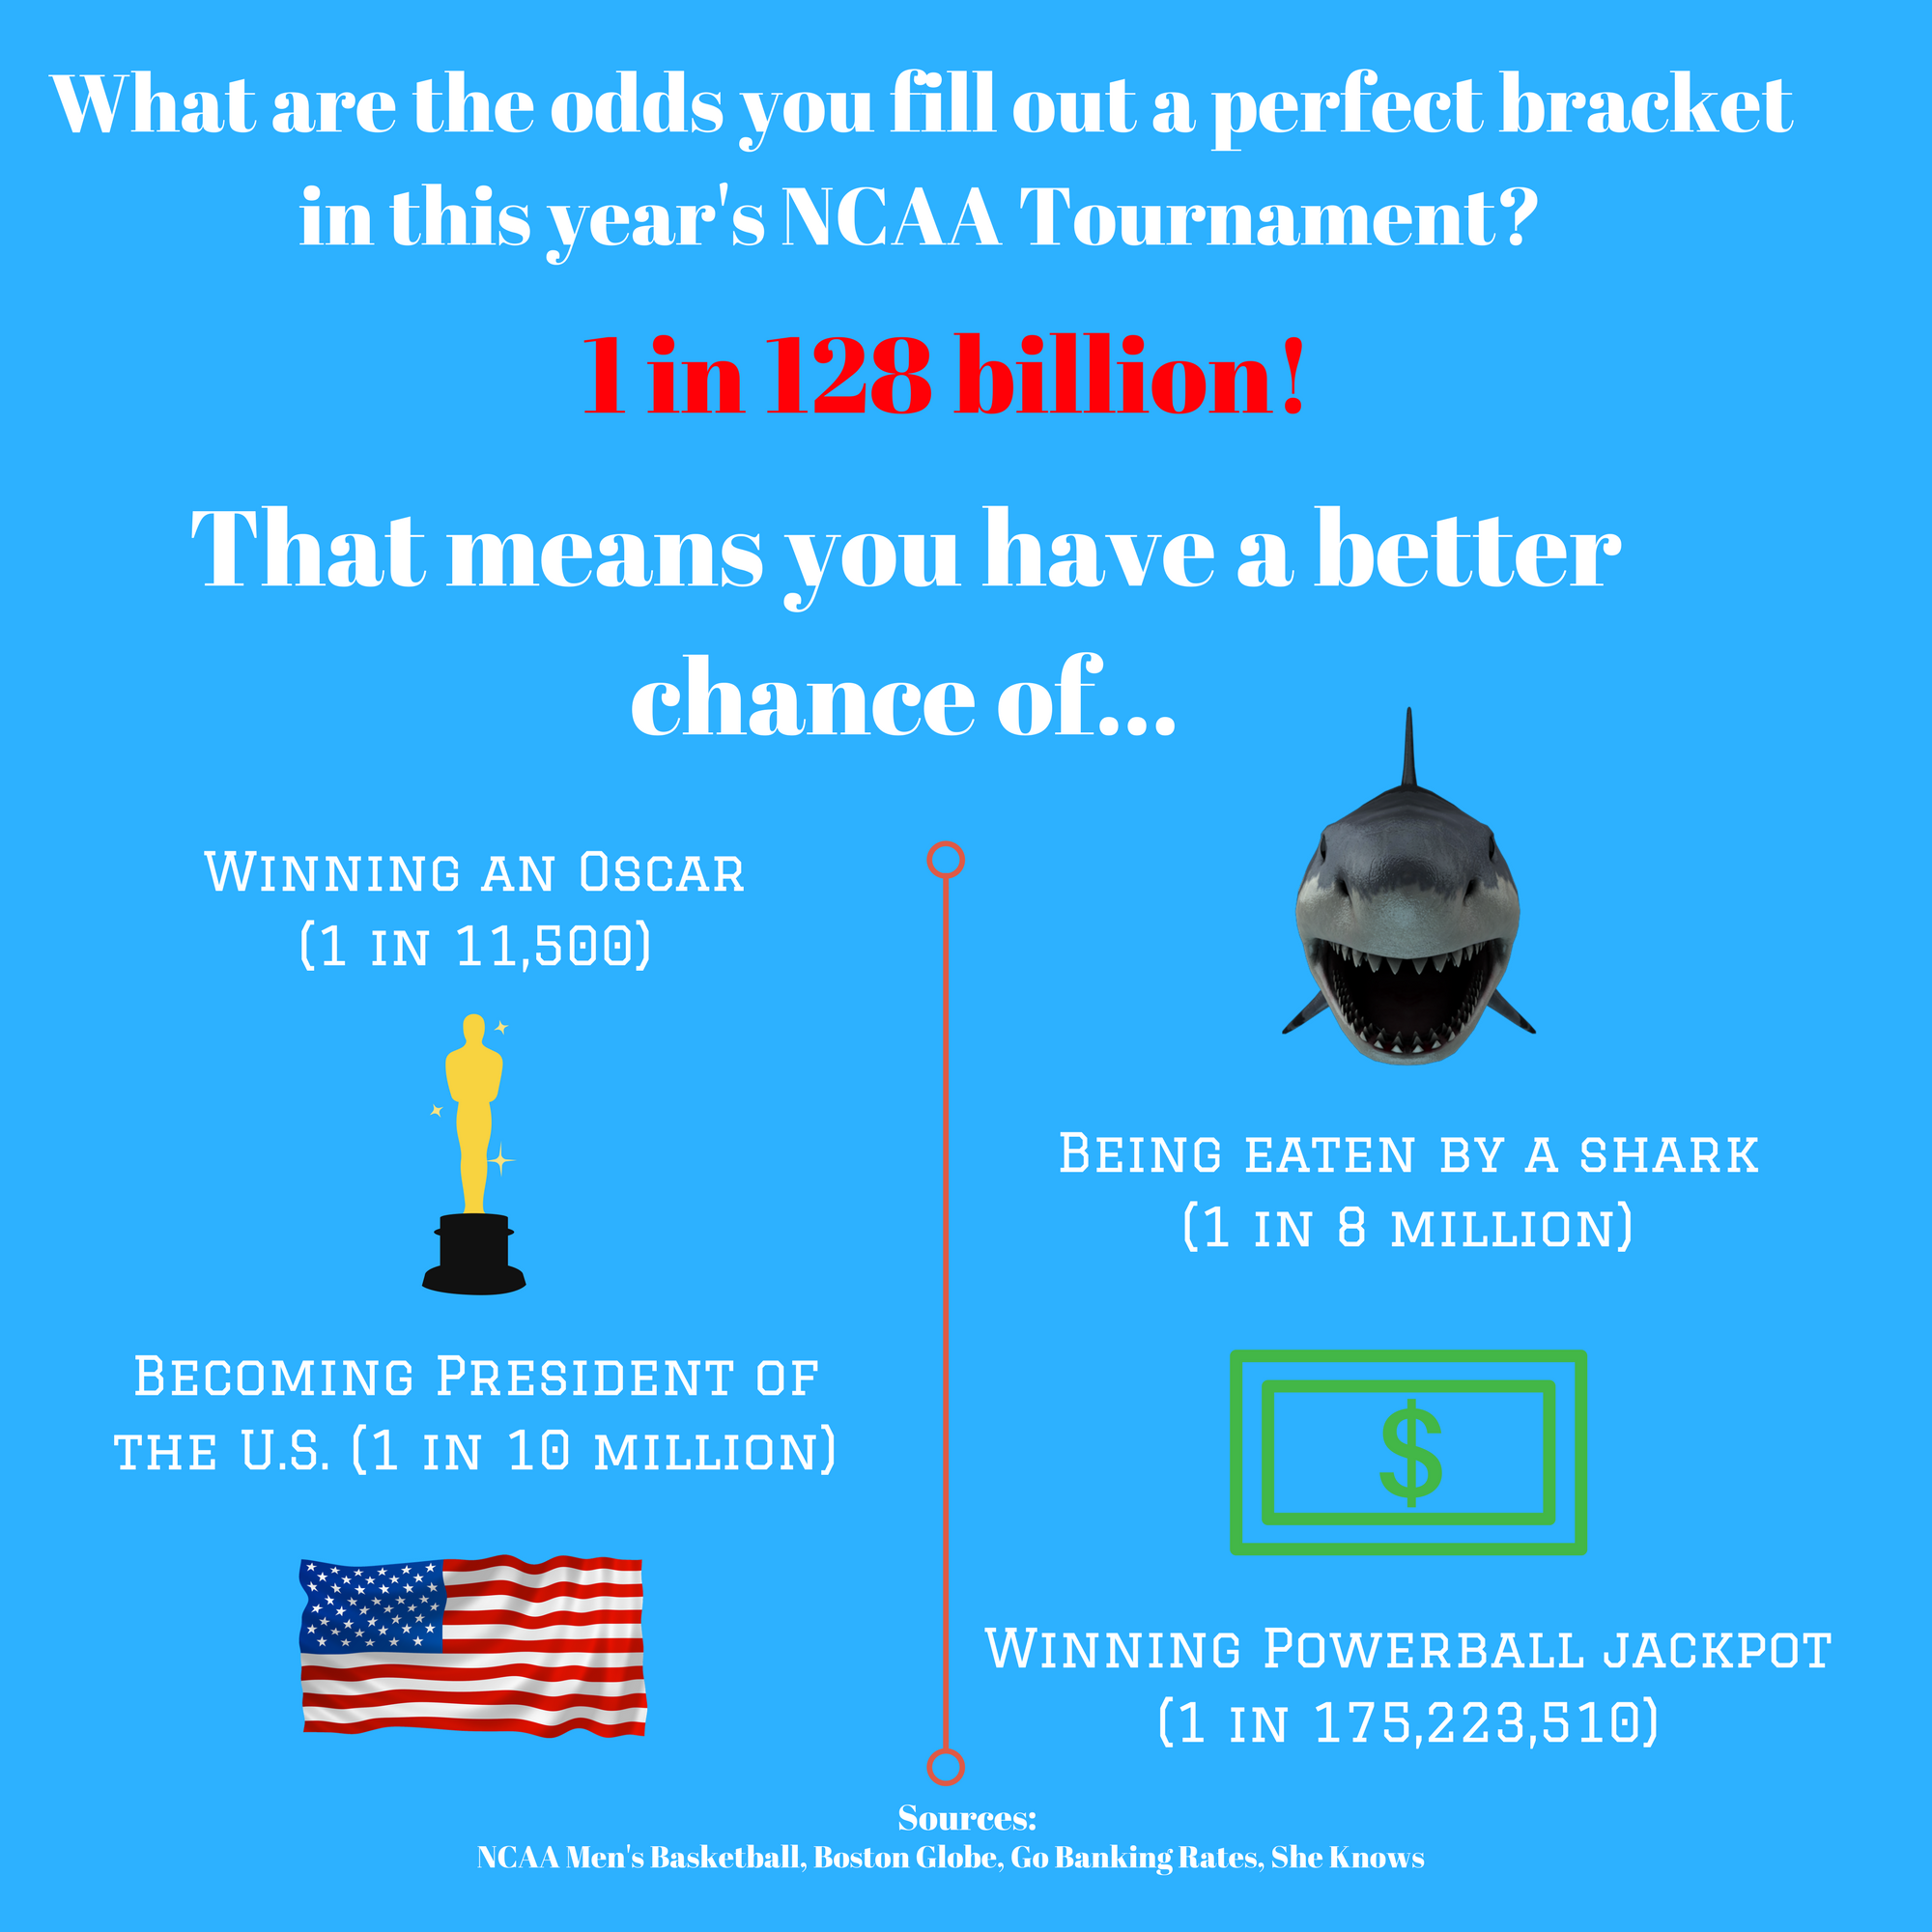 What are the odds you fill out a perfect bracket
in this year's NCAA Tournament?
1 in 128 billion!
That means you have a better
chance of...
Winning an Oscar
(1 in 11,500)
Becoming President of
the U.S. (1 in 10 million)
Being eaten by a shark
(1 in 8 million)
$
Winning Powerball jackpot
(1 in 175,223,510)
Sources:
NCAA Men's Basketball, Boston Globe, Go Banking Rates, She Knows